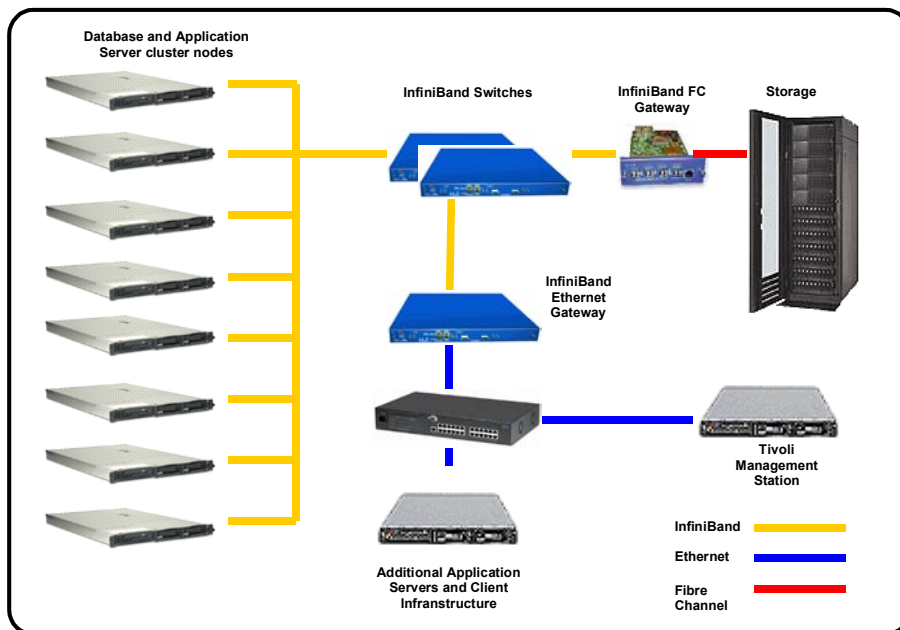 Database and Application
Server cluster nodes
InfiniBand Switches
InfiniBand FC
Gateway
Storage
InfiniBand
Ethernet
Gateway
Tivoli
Management
Station
Additional Application
Servers and Client
Infranstructure
InfiniBand
Ethernet
Fibre
Channel